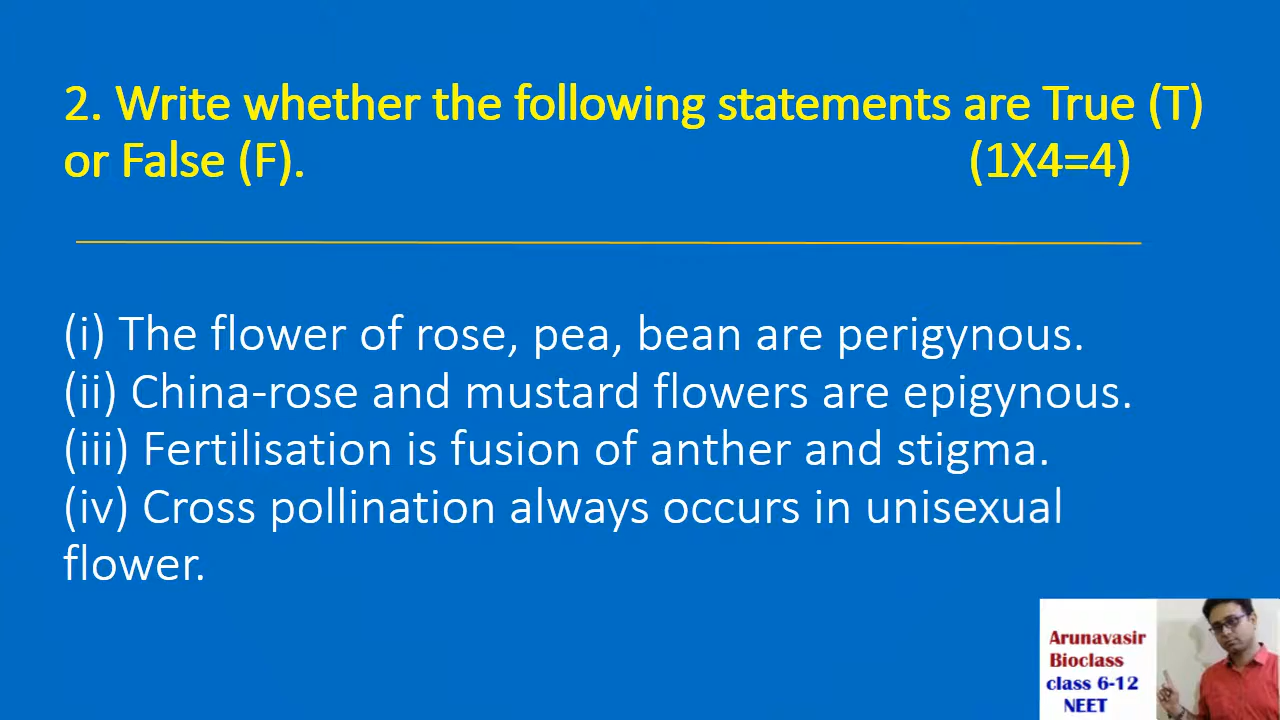 2. Write whether the following statements are True (T)
or False (F). (1X4=4)
(i) The flower of rose, pea, bean are perigynous.
(ii) China-rose and mustard flowers are epigynous.
(iii) Fertilisation is fusion of anther and stigma.
(iv) Cross pollination always occurs in unisexual
flower.
Arunavasir
Bioclass
class 6-12
NEET